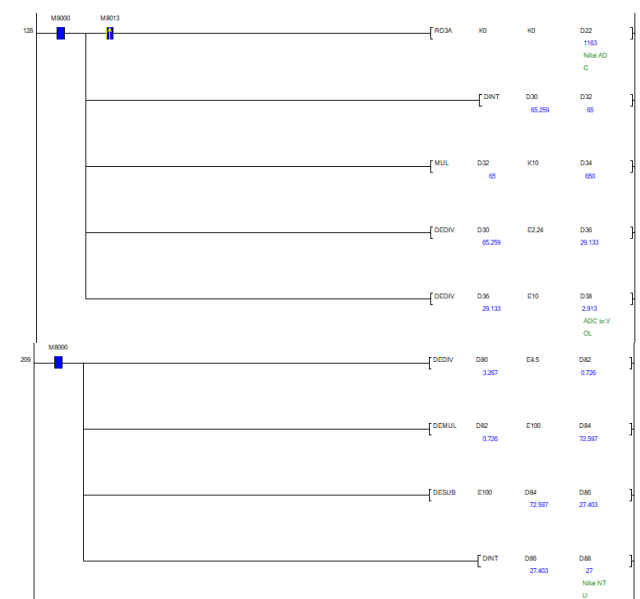 M8000 M8013
128 RD3A K0 K0 D22
1163
Nilai AD
C
DINT D30 D32
65.259 65
MUL D32 K10 D34
65 650
DEDIV D30 E2.24 D36
65.259 29.133
DEDIV D36 E10 D38
29.133 2.913
ADC to V
OL
M8000
209 DEDIV D80 E4.5 D82
3.267 0.726
DEMUL D82 E100 D84
0.726 72.597
DESUB E100 D84 D86
72.597 27.403
DINT D86 D88
27.403 27
Nilai NT
U